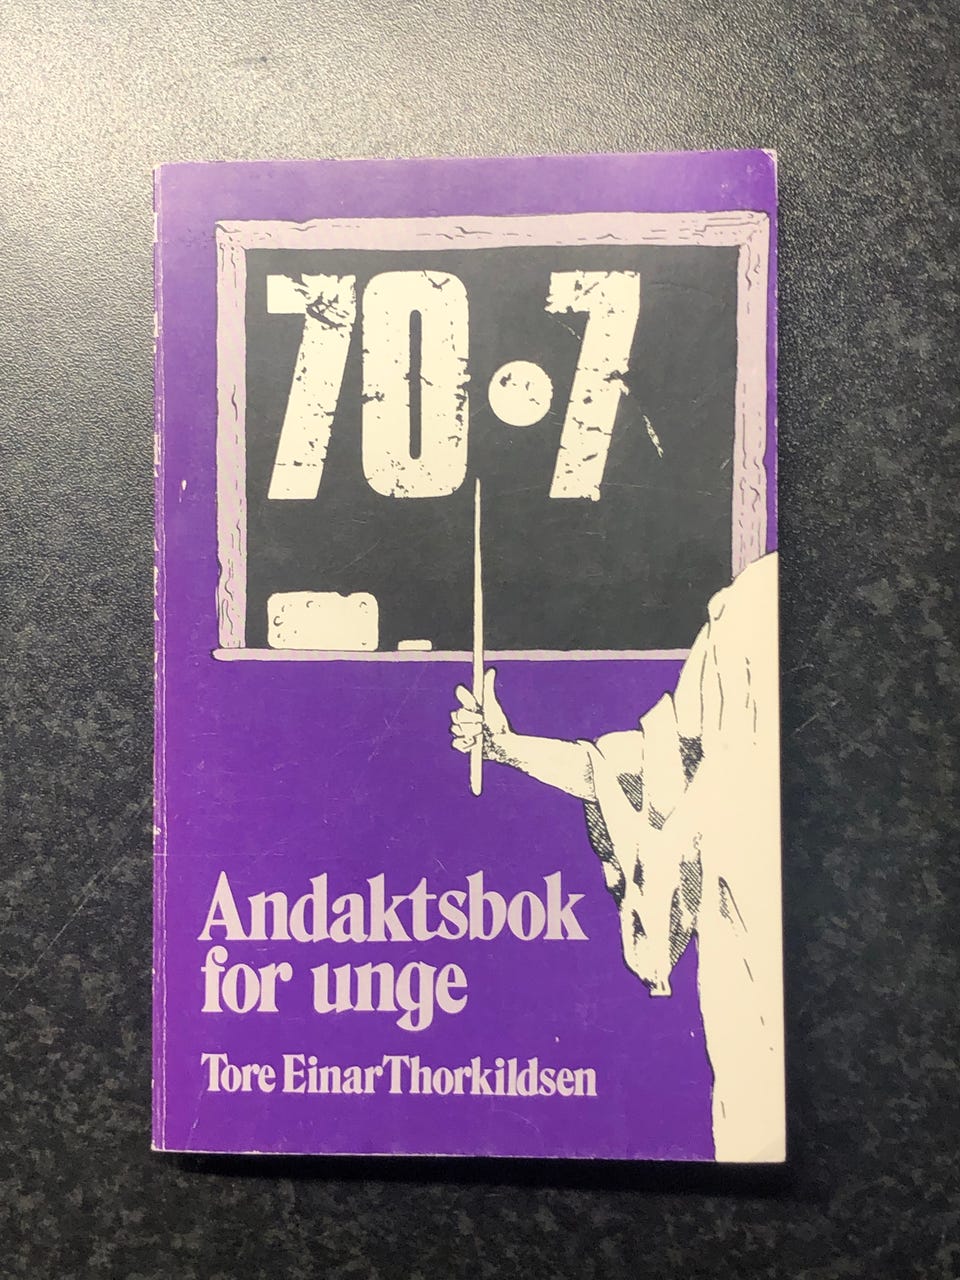 70·7
Andaktsbok
for unge
Tore Einar Thorkildsen